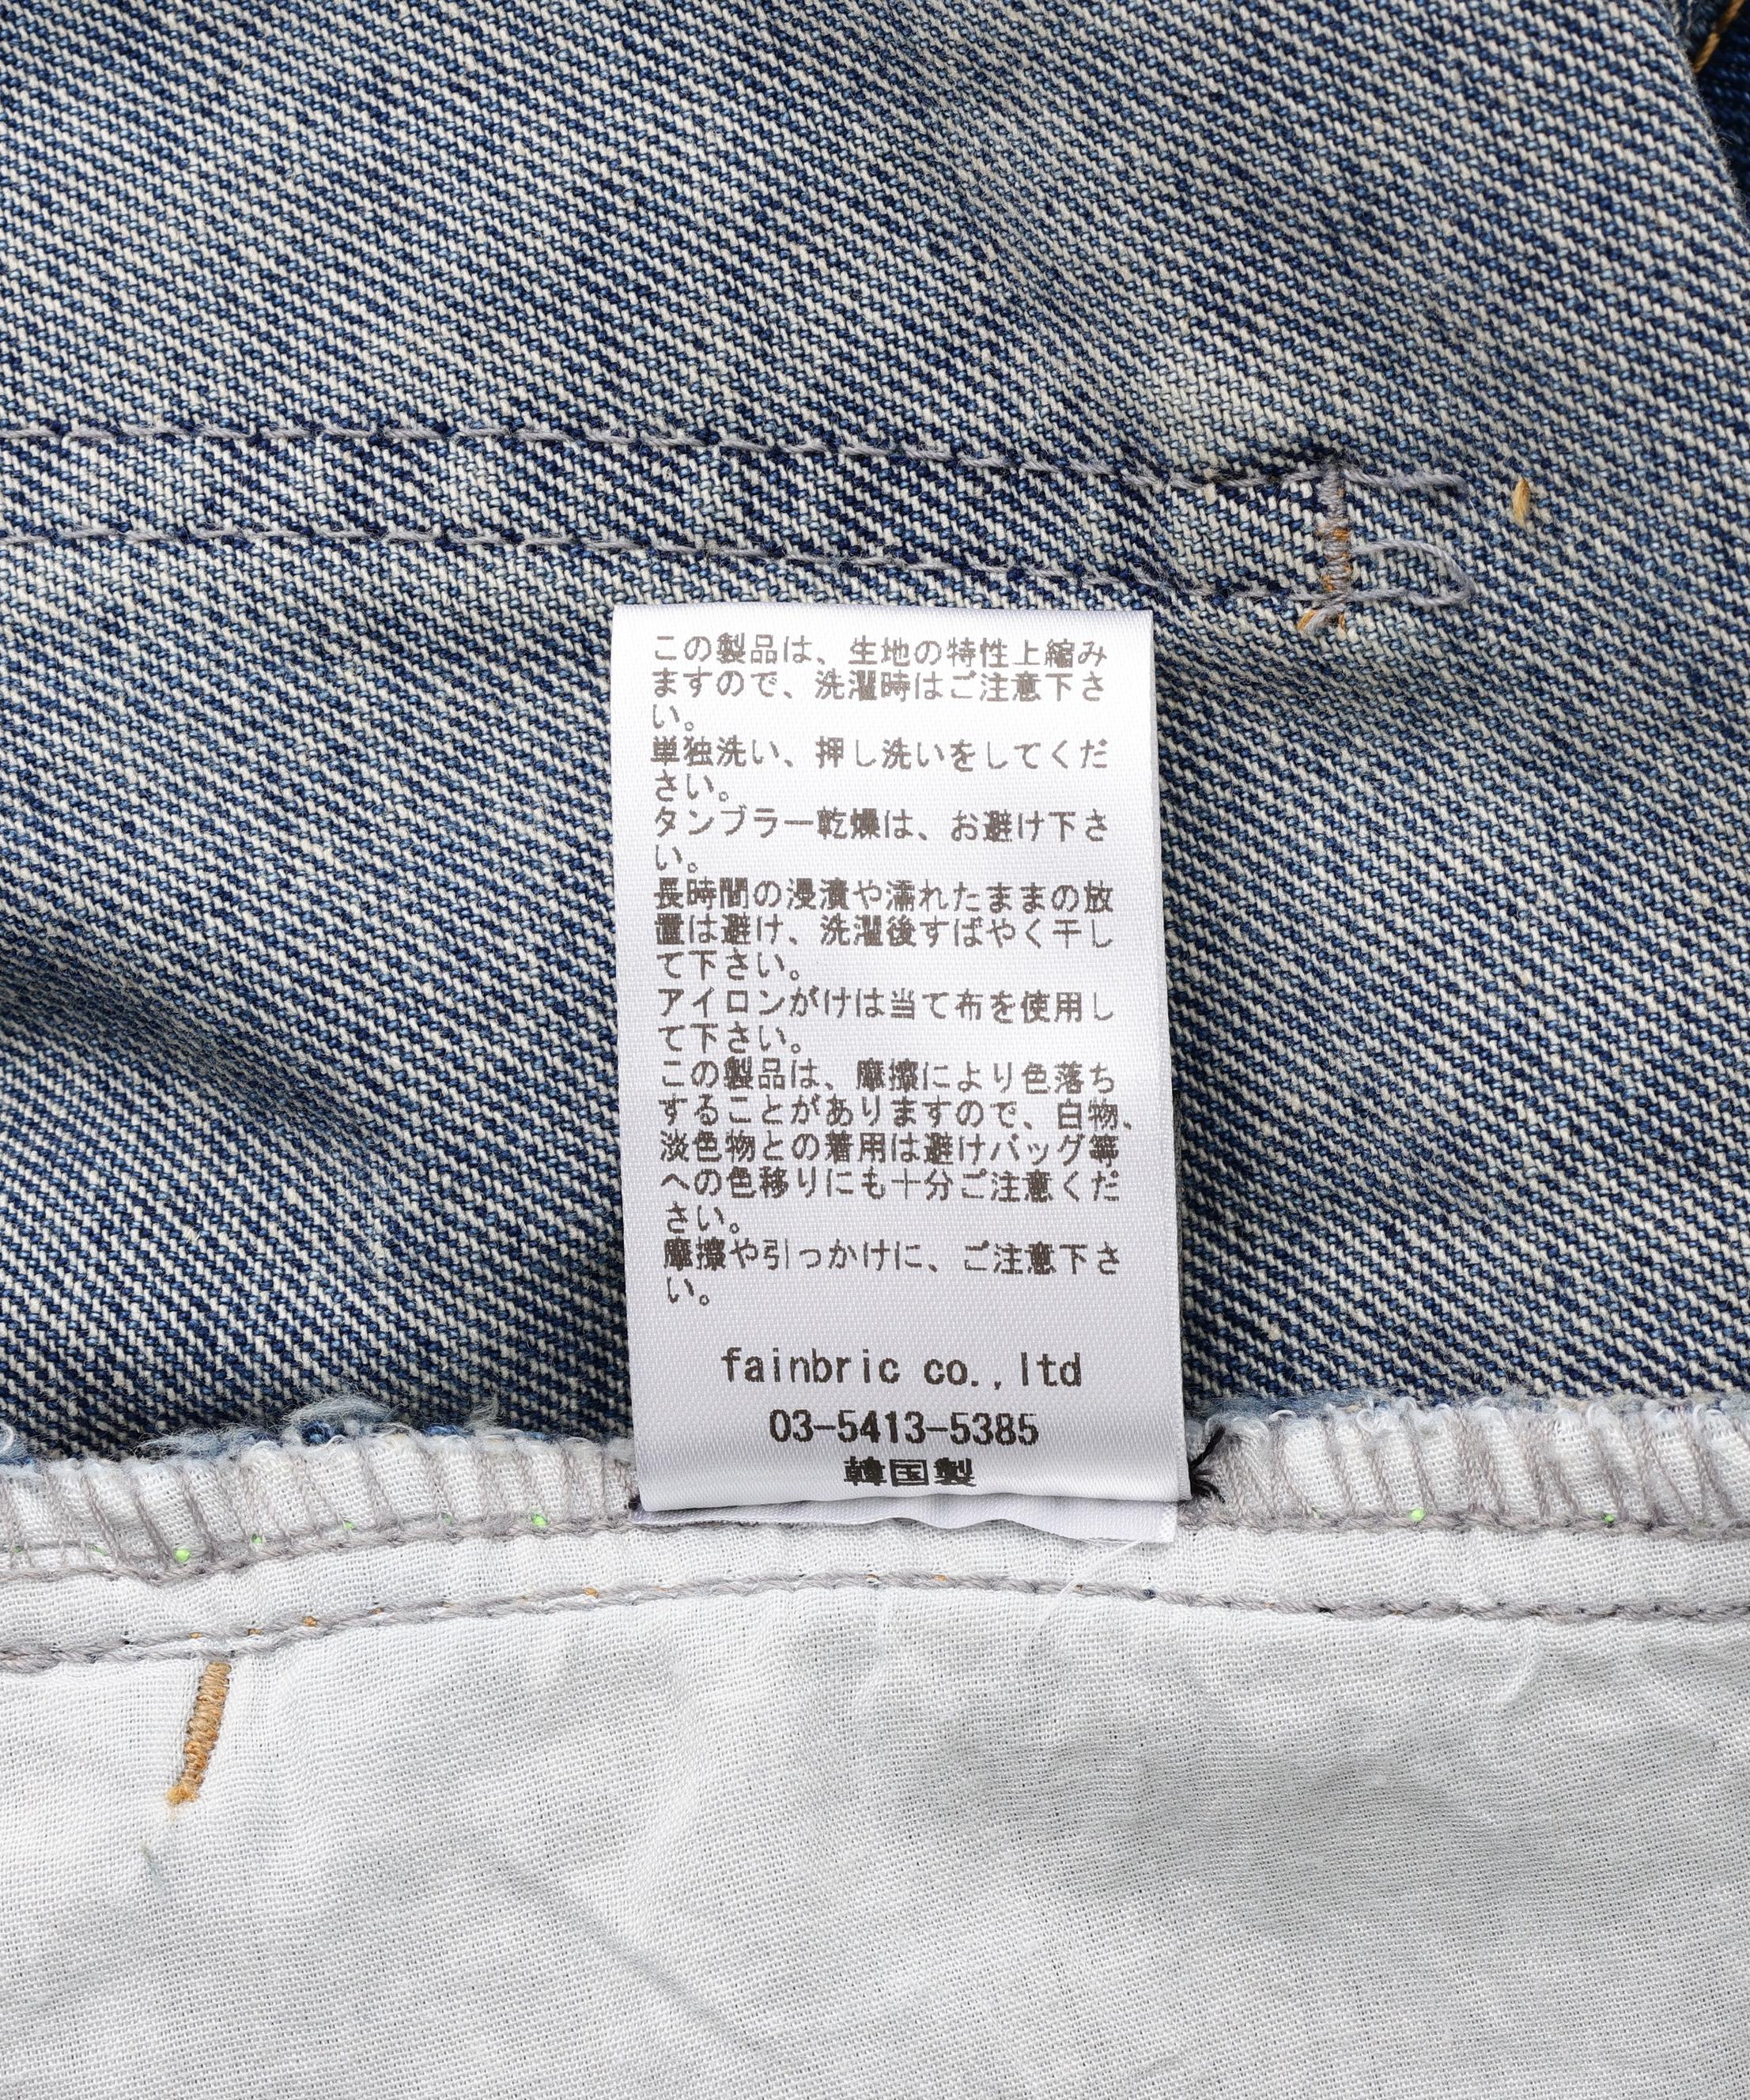 この製品は、生地の特性上縮み
ますので、洗濯時はご注意下さ
い。
単独洗い、押し洗いをしてくだ
さい。
タンブラー乾燥は、お避け下さ
い。
長時間の浸漬や濡れたままの放
置は避け、洗濯後すばやく干し
て下さい。
アイロンがけは当て布を使用し
て下さい。
この製品は、摩擦により色落ち
することがありますので、白物、
淡色物との着用は避けバッグ等
への色移りにも十分ご注意くだ
さい。
摩擦や引っかけに、ご注意下さ
い。
fainbric co.,ltd
03-5413-5385
韓国製